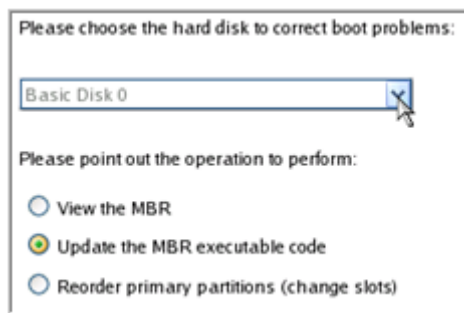 Please choose the hard disk to correct boot problems:
Basic Disk 0
Please point out the operation to perform:
View the MBR
Update the MBR executable code
Reorder primary partitions (change slots)